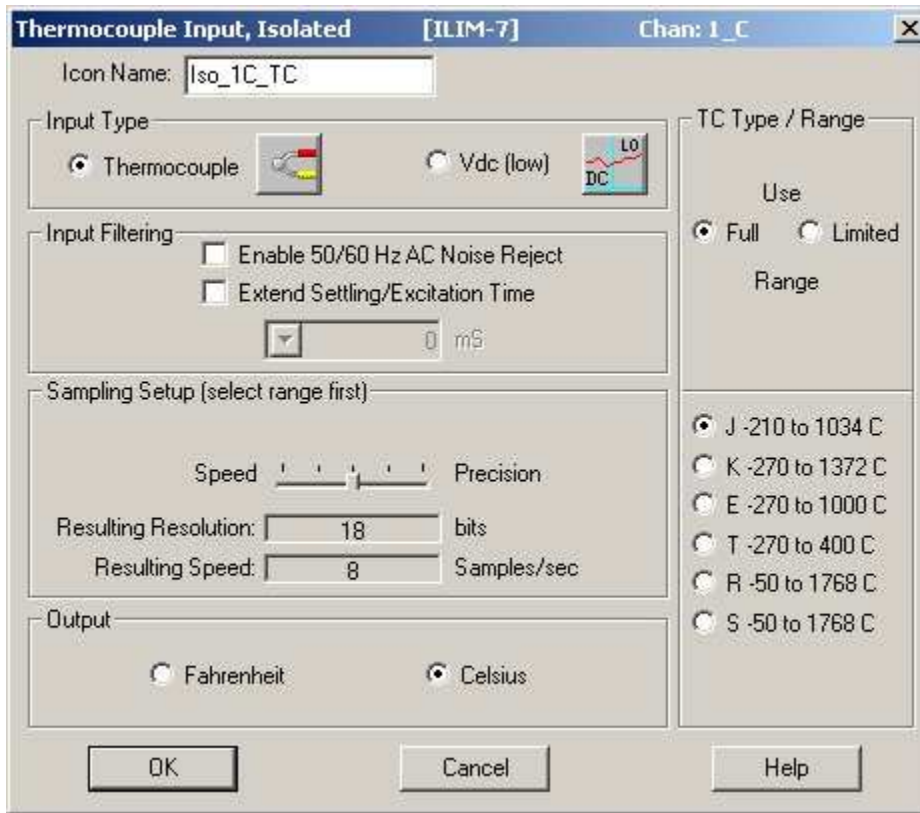 Thermocouple Input, Isolated [ILIM-7] Chan: 1_C
Icon Name: Iso_1C_TC
Input Type
Thermocouple
Vdc (low)
LO
DC
Input Filtering
Enable 50/60 Hz AC Noise Reject
Extend Settling/Excitation Time
0 mS
Sampling Setup (select range first)
Speed Precision
Resulting Resolution: 18 bits
Resulting Speed: 8 Samples/sec
Output
Fahrenheit Celsius
TC Type / Range
Use
Full Limited
Range
J -210 to 1034 C
K -270 to 1372 C
E -270 to 1000 C
T -270 to 400 C
R -50 to 1768 C
S -50 to 1768 C
OK Cancel Help